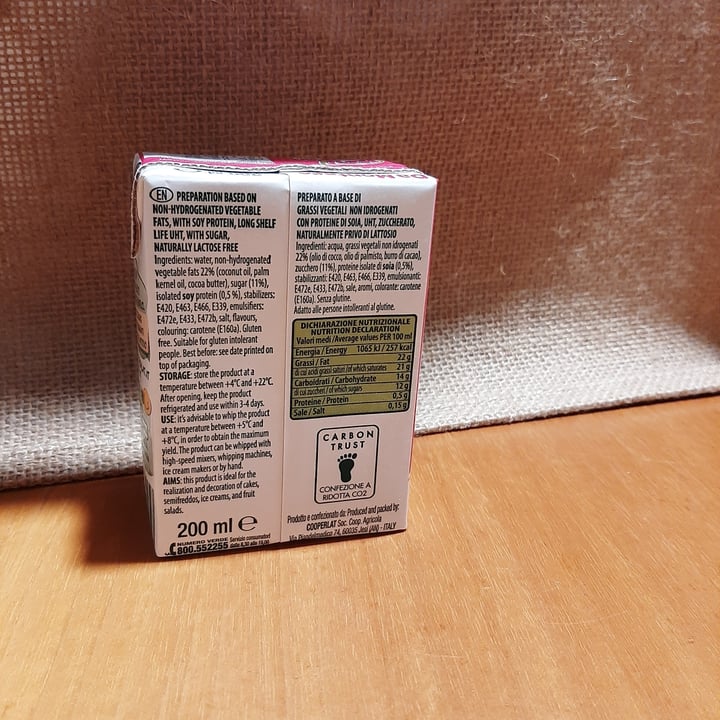 EN PREPARATION BASED ON
NON-HYDROGENATED VEGETABLE
FATS, WITH SOY PROTEIN, LONG SHELF
LIFE UHT, WITH SUGAR,
NATURALLY LACTOSE FREE
Ingredients: water, non-hydrogenated
vegetable fats 22% (coconut oil, palm
kernel oil, cocoa butter), sugar (11%),
isolated soy protein (0,5 %), stabilizers:
E420, E463, E466, E339, emulsifiers:
E472e, E433, E472b, salt, flavours,
colouring: carotene (E160a). Gluten
free. Suitable for gluten intolerant
people. Best before: see date printed on
top of packaging.
STORAGE: store the product at a
temperature between +4°C and +22°C.
After opening, keep the product
refrigerated and use within 3-4 days.
USE: it's advisable to whip the product
at a temperature between +5°C and
+8°C, in order to obtain the maximum
yield. The product can be whipped with
high-speed mixers, whipping machines,
ice cream makers or by hand.
AIMS: this product is ideal for the
realization and decoration of cakes,
semifreddos, ice creams, and fruit
salads.
200 ml e
NUMERO VERDE Servizio consumatori
800.552255 dalle 8,30 alle 18,00
PREPARATO A BASE DI
GRASSI VEGETALI NON IDROGENATI
CON PROTEINE DI SOIA, UHT, ZUCCHERATO,
NATURALMENTE PRIVO DI LATTOSIO
Ingredienti: acqua, grassi vegetali non idrogenati
22% (olio di cocco, olio di palmisto, burro di cacao),
zucchero (11%), proteine isolate di soia (0,5%),
stabilizzanti: E420, E463, E466, E339, emulsionanti:
E472e, E433, E472b, sale, aromi, colorante: carotene
(E160a). Senza glutine.
Adatto alle persone intolleranti al glutine.
DICHIARAZIONE NUTRIZIONALE
NUTRITION DECLARATION
Valori medi /Average values PER 100 ml
Energia / Energy 1065 kJ / 257 kcal
Grassi / Fat 22 g
di cui acidi grassi saturi / of which saturates 21 g
Carboidrati / Carbohydrate 14 g
di cui zuccheri / of which sugars 12 g
Proteine / Protein 0,5 g
Sale / Salt 0,15 g
CARBON
TRUST
CONFEZIONE A
RIDOTTA CO2
Prodotto e confezionato da: Produced and packed by:
COOPERLAT Soc. Coop. Agricola
Via Piandelmedico 74, 60035 Jesi (AN) - ITALY